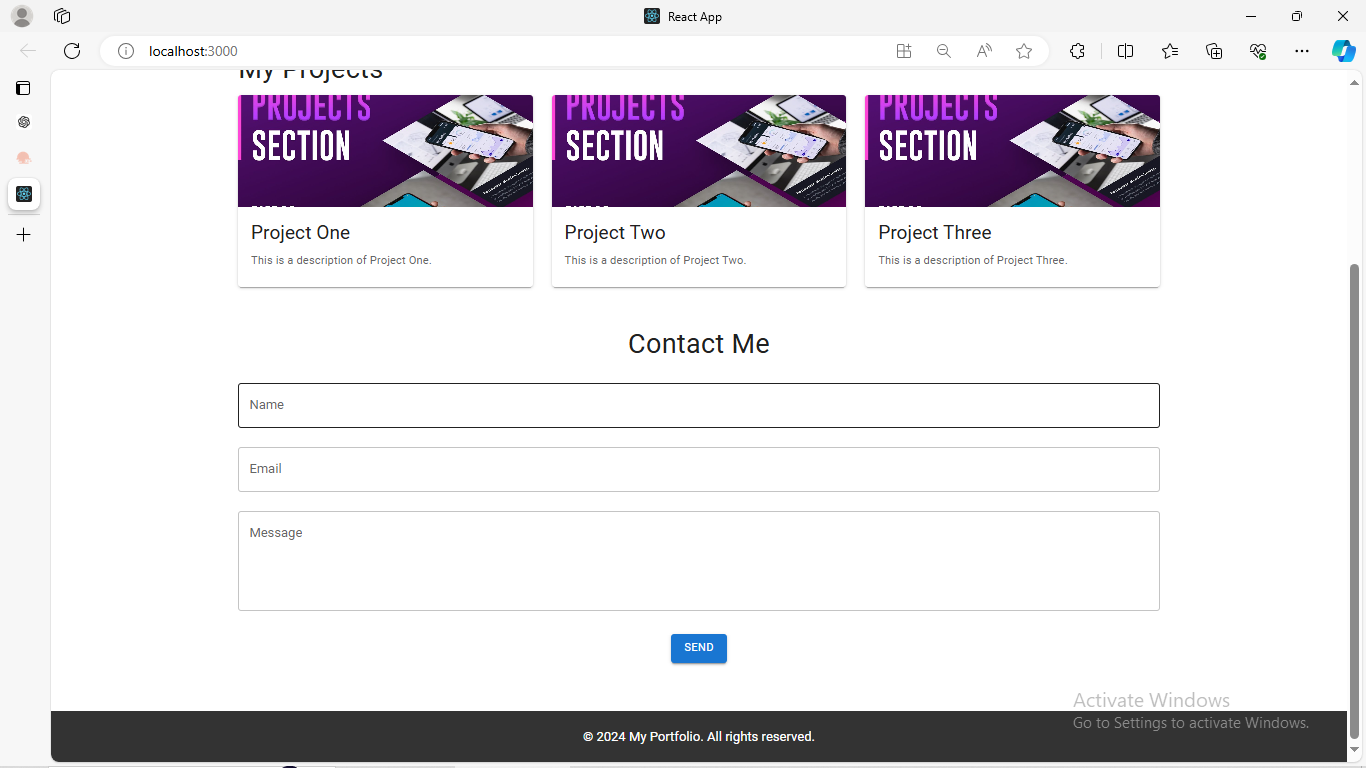 React App
localhost:3000
My Projects
PROJECTS
SECTION
PROJECTS
SECTION
PROJECTS
SECTION
Project One
Project Two
Project Three
This is a description of Project One.
This is a description of Project Two.
This is a description of Project Three.
Contact Me
Name
Email
Message
SEND
Activate Windows
Go to Settings to activate Windows.
© 2024 My Portfolio. All rights reserved.